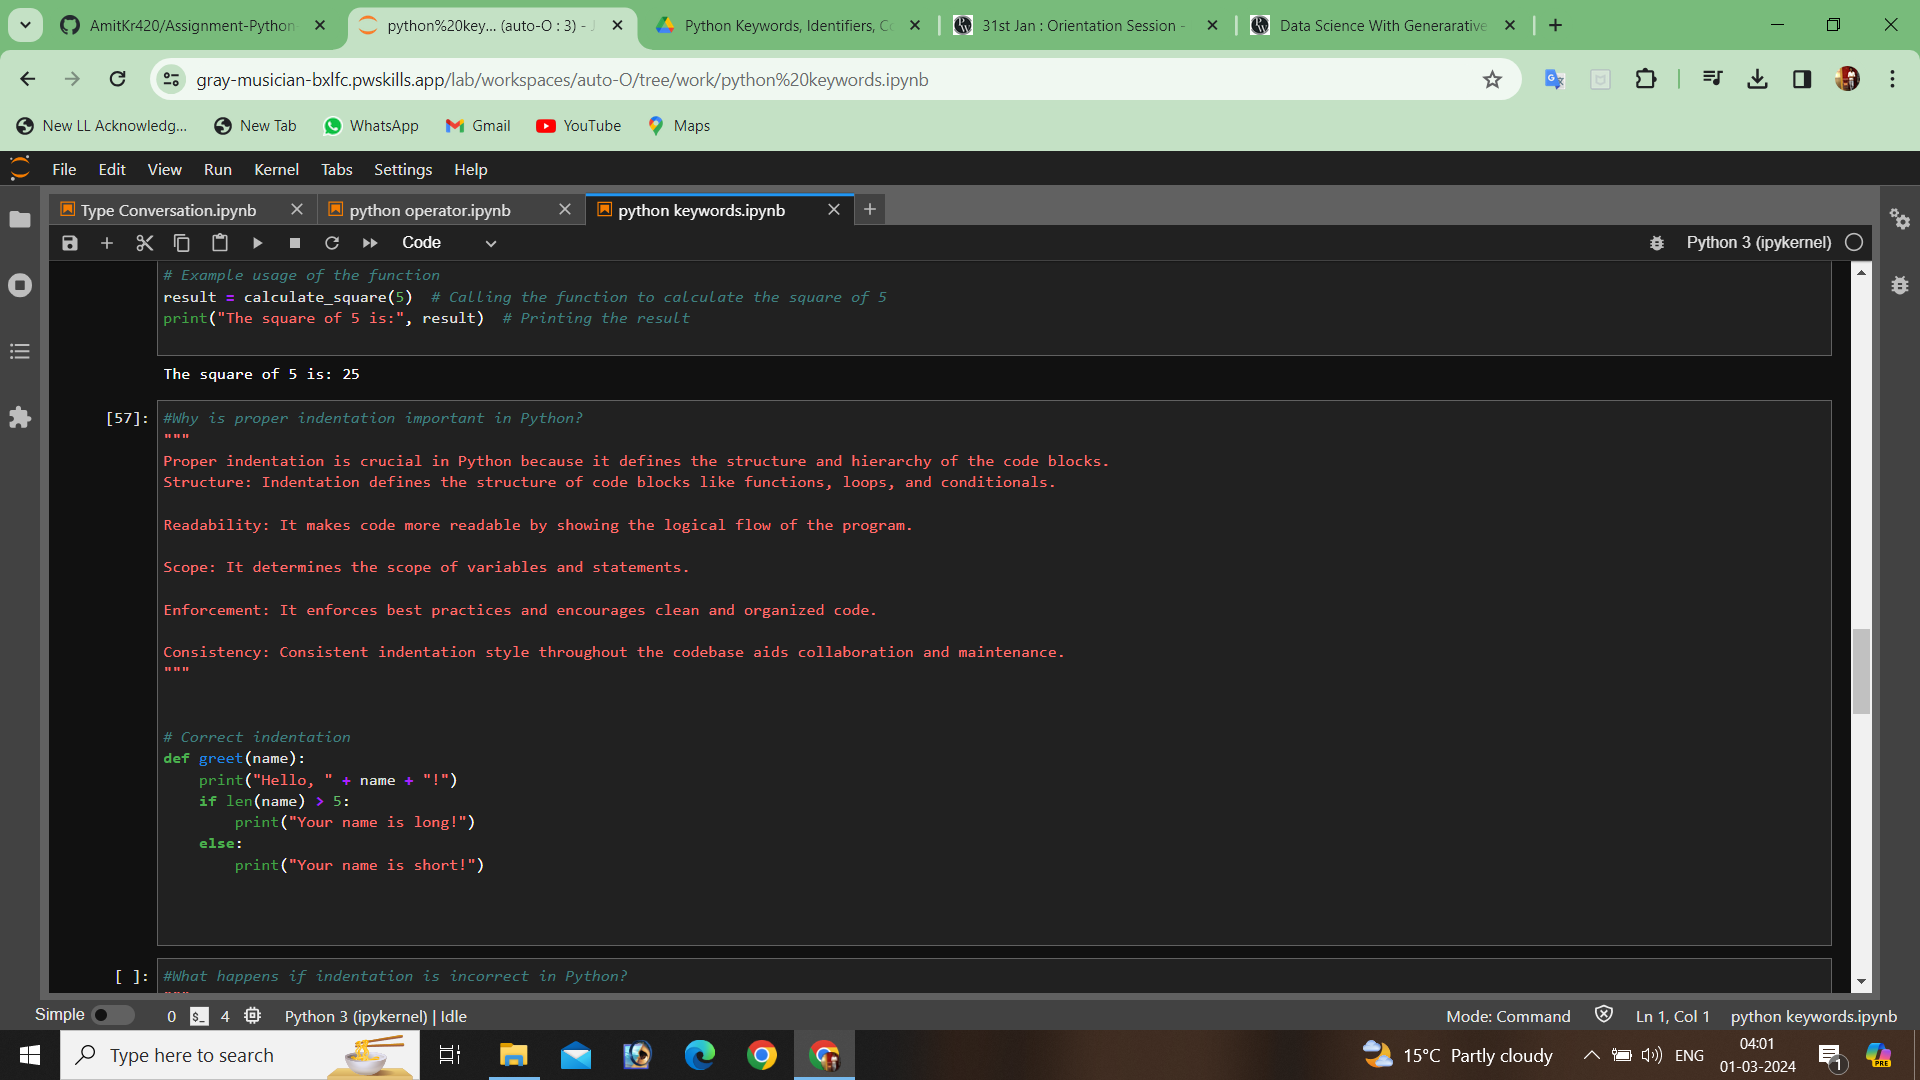 AmitKr420/Assignment-Python-
python%20key... (auto-O : 3) - J
Python Keywords, Identifiers, Co
31st Jan : Orientation Session -
Data Science With Generarative
gray-musician-bxlfc.pwskills.app/lab/workspaces/auto-O/tree/work/python%20keywords.ipynb
New LL Acknowledg...
New Tab
WhatsApp
Gmail
YouTube
Maps
File Edit View Run Kernel Tabs Settings Help
Type Conversation.ipynb
python operator.ipynb
python keywords.ipynb
Code
Python 3 (ipykernel)
# Example usage of the function
result = calculate_square(5)  # Calling the function to calculate the square of 5
print("The square of 5 is:", result)  # Printing the result
The square of 5 is: 25
[57]: #Why is proper indentation important in Python?
"""
Proper indentation is crucial in Python because it defines the structure and hierarchy of the code blocks.
Structure: Indentation defines the structure of code blocks like functions, loops, and conditionals.
Readability: It makes code more readable by showing the logical flow of the program.
Scope: It determines the scope of variables and statements.
Enforcement: It enforces best practices and encourages clean and organized code.
Consistency: Consistent indentation style throughout the codebase aids collaboration and maintenance.
"""
# Correct indentation
def greet(name):
    print("Hello, " + name + "!")
    if len(name) > 5:
        print("Your name is long!")
    else:
        print("Your name is short!")
[ ]: #What happens if indentation is incorrect in Python?
"""
Simple 0 $_ 4 Python 3 (ipykernel) | Idle
Mode: Command Ln 1, Col 1 python keywords.ipynb
Type here to search
15°C Partly cloudy
ENG
04:01
01-03-2024
1
PRE